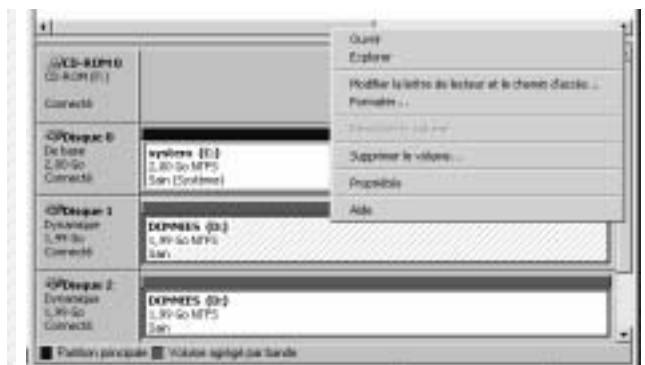 CD-ROM 0
CD-ROM (F:)
Connecté
Disque 0
De base
2,00 Go
Connecté
system (C:)
2,00 Go NTFS
Sain (Système)
Ouvrir
Explorer
Modifier la lettre de lecteur et le chemin d'accès...
Formater...
le volume
Supprimer le volume...
Propriétés
Aide
Disque 1
Dynamique
1,99 Go
Connecté
DONNEES (D:)
1,99 Go NTFS
Sain
Disque 2
Dynamique
1,99 Go
Connecté
DONNEES (D:)
1,99 Go NTFS
Sain
Partition principale Volume agrégé par bande